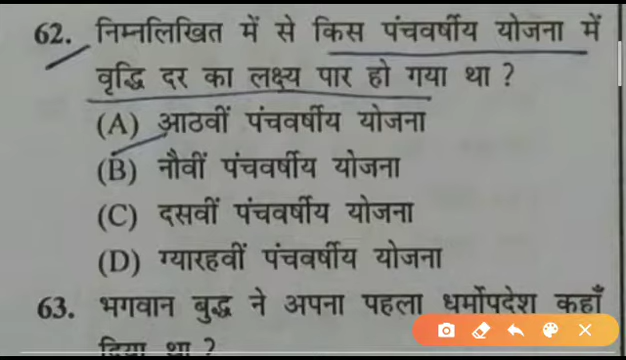 62. निम्नलिखित में से किस पंचवर्षीय योजना में
वृद्धि दर का लक्ष्य पार हो गया था ?
(A) आठवीं पंचवर्षीय योजना
(B) नौवीं पंचवर्षीय योजना
(C) दसवीं पंचवर्षीय योजना
(D) ग्यारहवीं पंचवर्षीय योजना
63. भगवान बुद्ध ने अपना पहला धर्मोपदेश कहाँ
दिया था ?